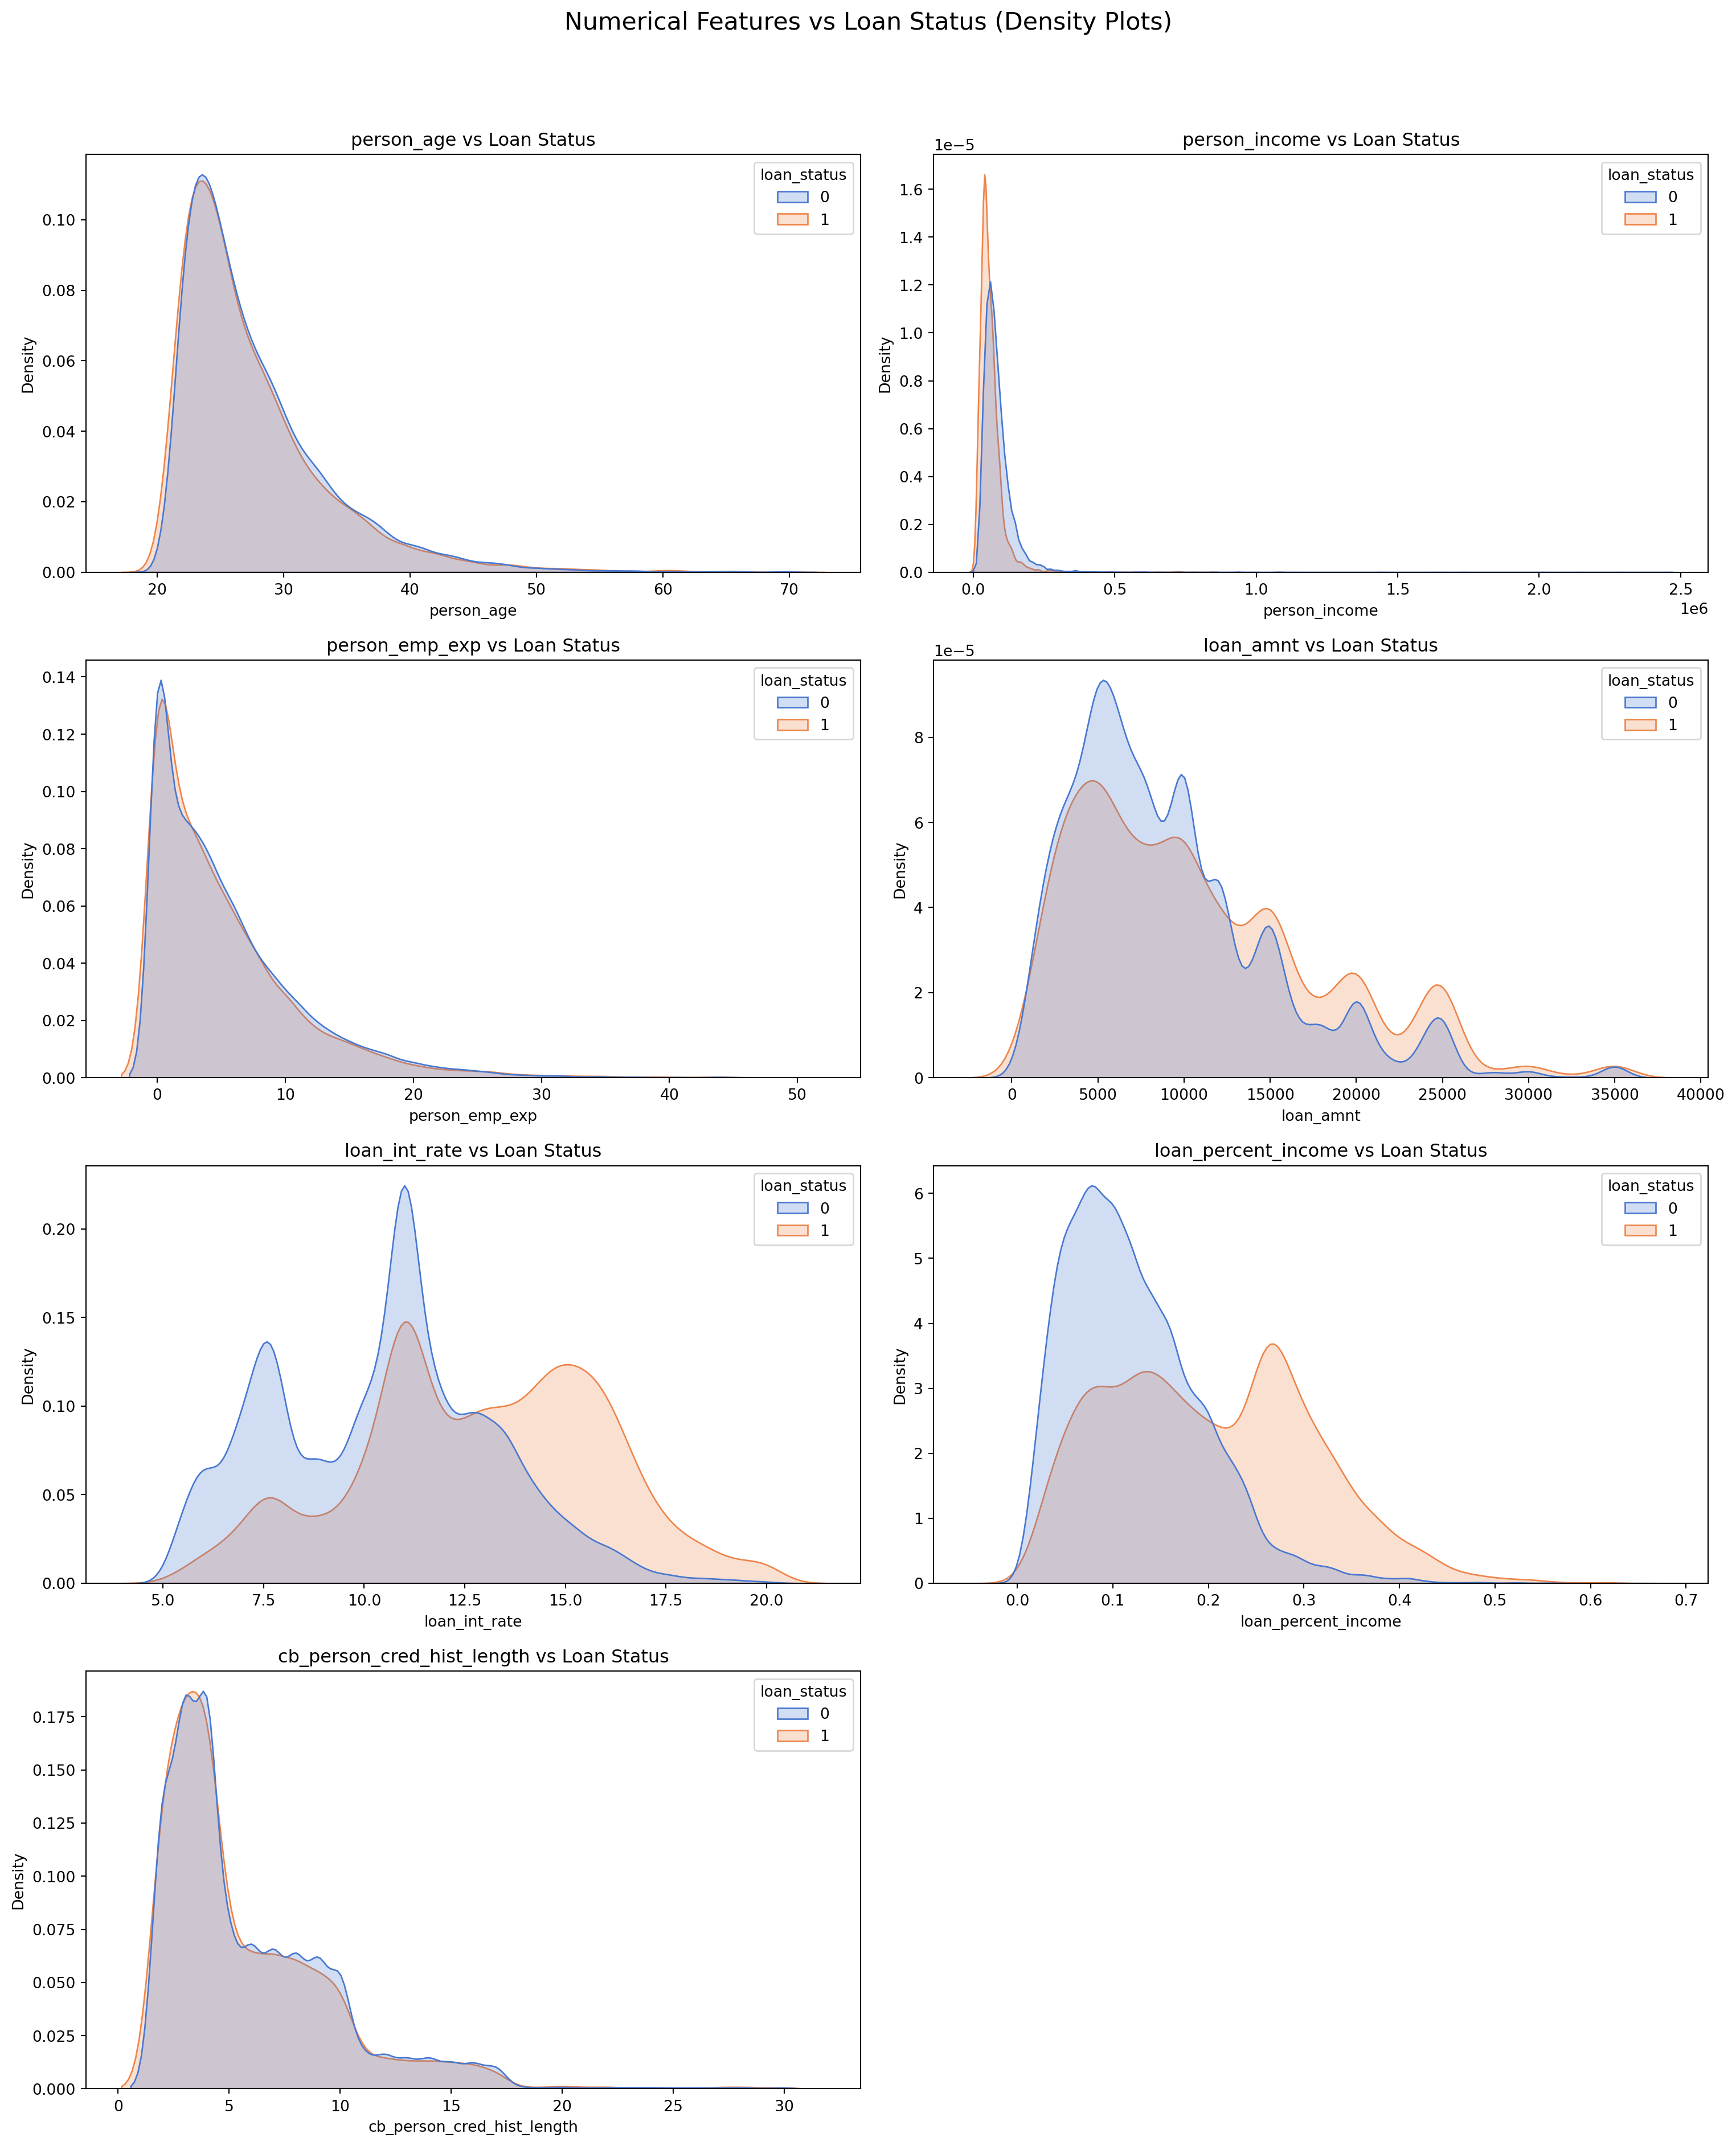 Numerical Features vs Loan Status (Density Plots)
person_age vs Loan Status
loan_status
0
1
Density
0.10
0.08
0.06
0.04
0.02
0.00
20 30 40 50 60 70
person_age
person_income vs Loan Status
1e−5
loan_status
0
1
Density
1.6
1.4
1.2
1.0
0.8
0.6
0.4
0.2
0.0
0.0 0.5 1.0 1.5 2.0 2.5
1e6
person_income
person_emp_exp vs Loan Status
loan_status
0
1
Density
0.14
0.12
0.10
0.08
0.06
0.04
0.02
0.00
0 10 20 30 40 50
person_emp_exp
loan_amnt vs Loan Status
1e−5
loan_status
0
1
Density
8
6
4
2
0
0 5000 10000 15000 20000 25000 30000 35000 40000
loan_amnt
loan_int_rate vs Loan Status
loan_status
0
1
Density
0.20
0.15
0.10
0.05
0.00
5.0 7.5 10.0 12.5 15.0 17.5 20.0
loan_int_rate
loan_percent_income vs Loan Status
loan_status
0
1
Density
6
5
4
3
2
1
0
0.0 0.1 0.2 0.3 0.4 0.5 0.6 0.7
loan_percent_income
cb_person_cred_hist_length vs Loan Status
loan_status
0
1
Density
0.175
0.150
0.125
0.100
0.075
0.050
0.025
0.000
0 5 10 15 20 25 30
cb_person_cred_hist_length